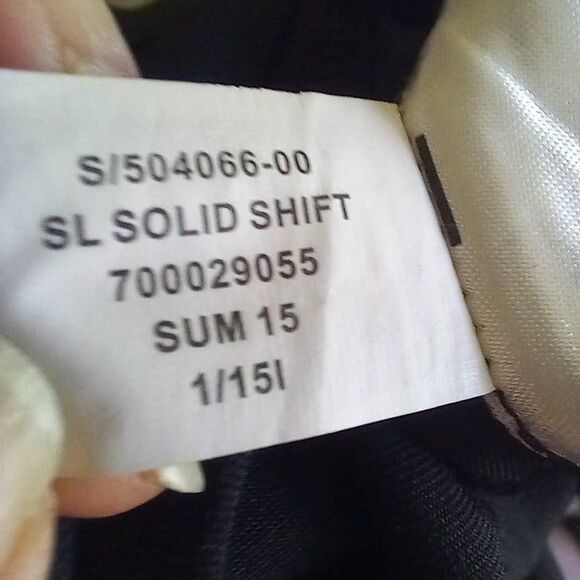 S/504066-00
SL SOLID SHIFT
700029055
SUM 15
1/15I